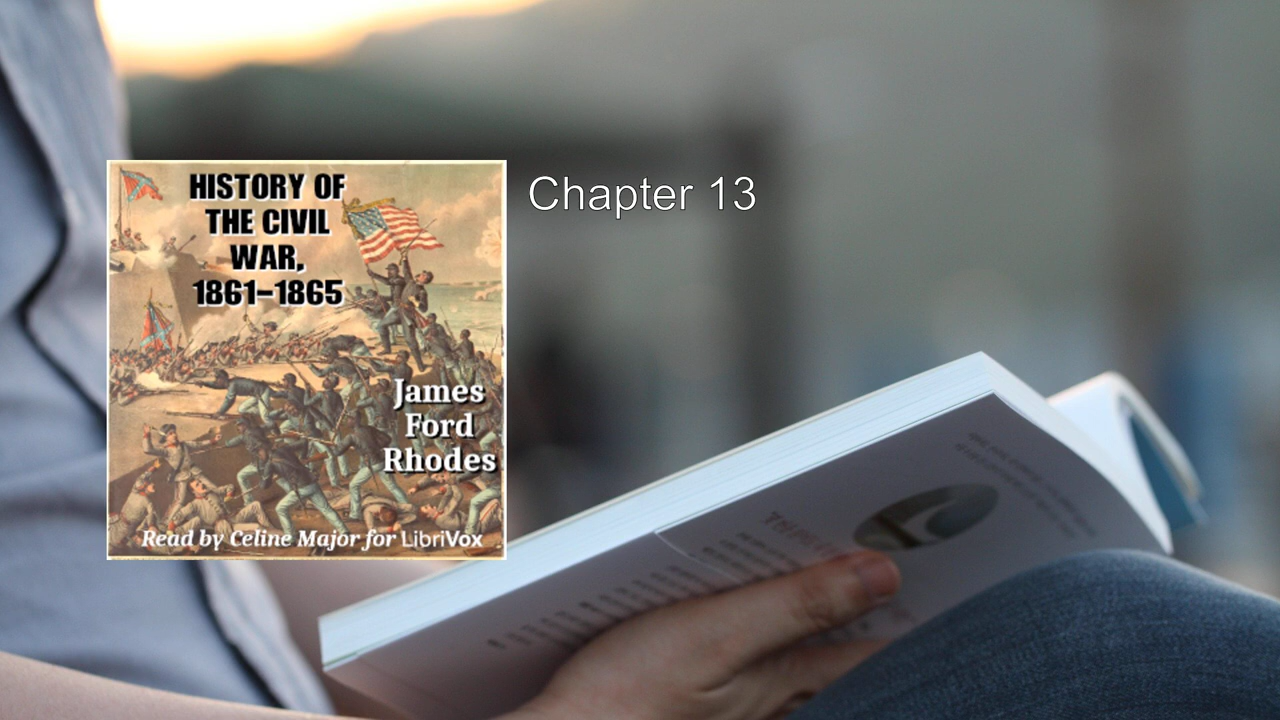 HISTORY OF
THE CIVIL
WAR,
1861–1865
James
Ford
Rhodes
Read by Celine Major for LibriVox
Chapter 13